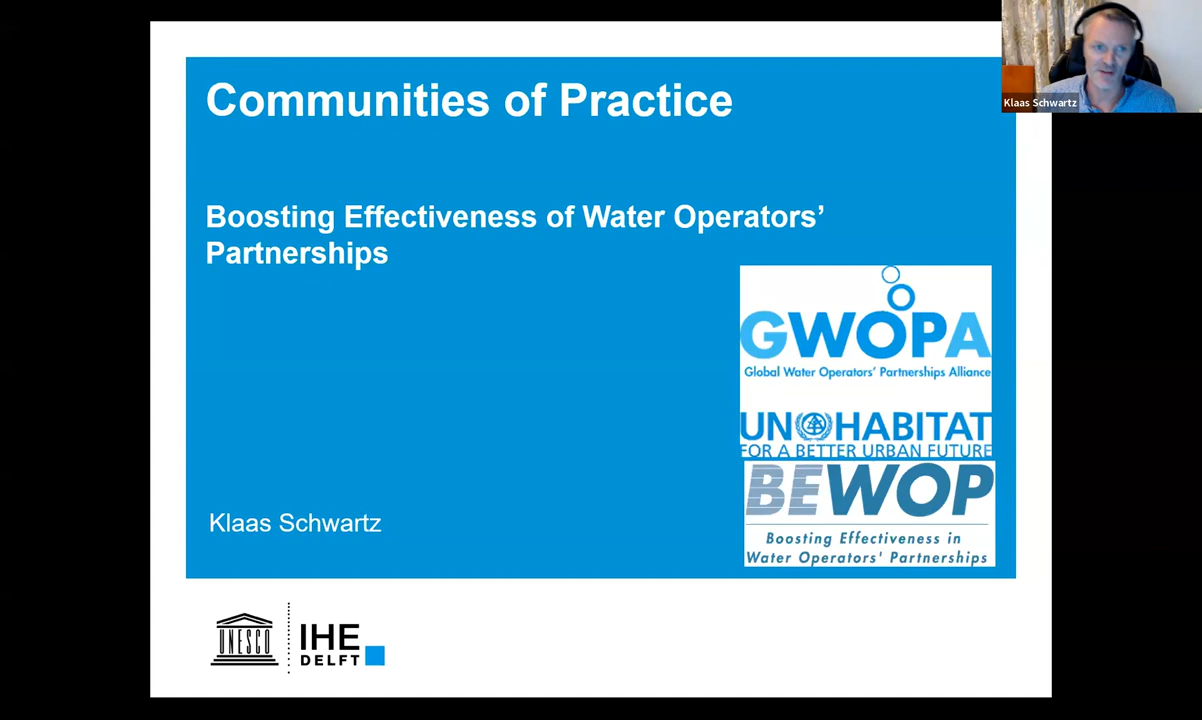 Communities of Practice
Klaas Schwartz
Boosting Effectiveness of Water Operators’
Partnerships
GWOPA
Global Water Operators' Partnerships Alliance
UN HABITAT
FOR A BETTER URBAN FUTURE
BEWOP
Boosting Effectiveness in
Water Operators' Partnerships
Klaas Schwartz
UNESCO
IHE
DELFT